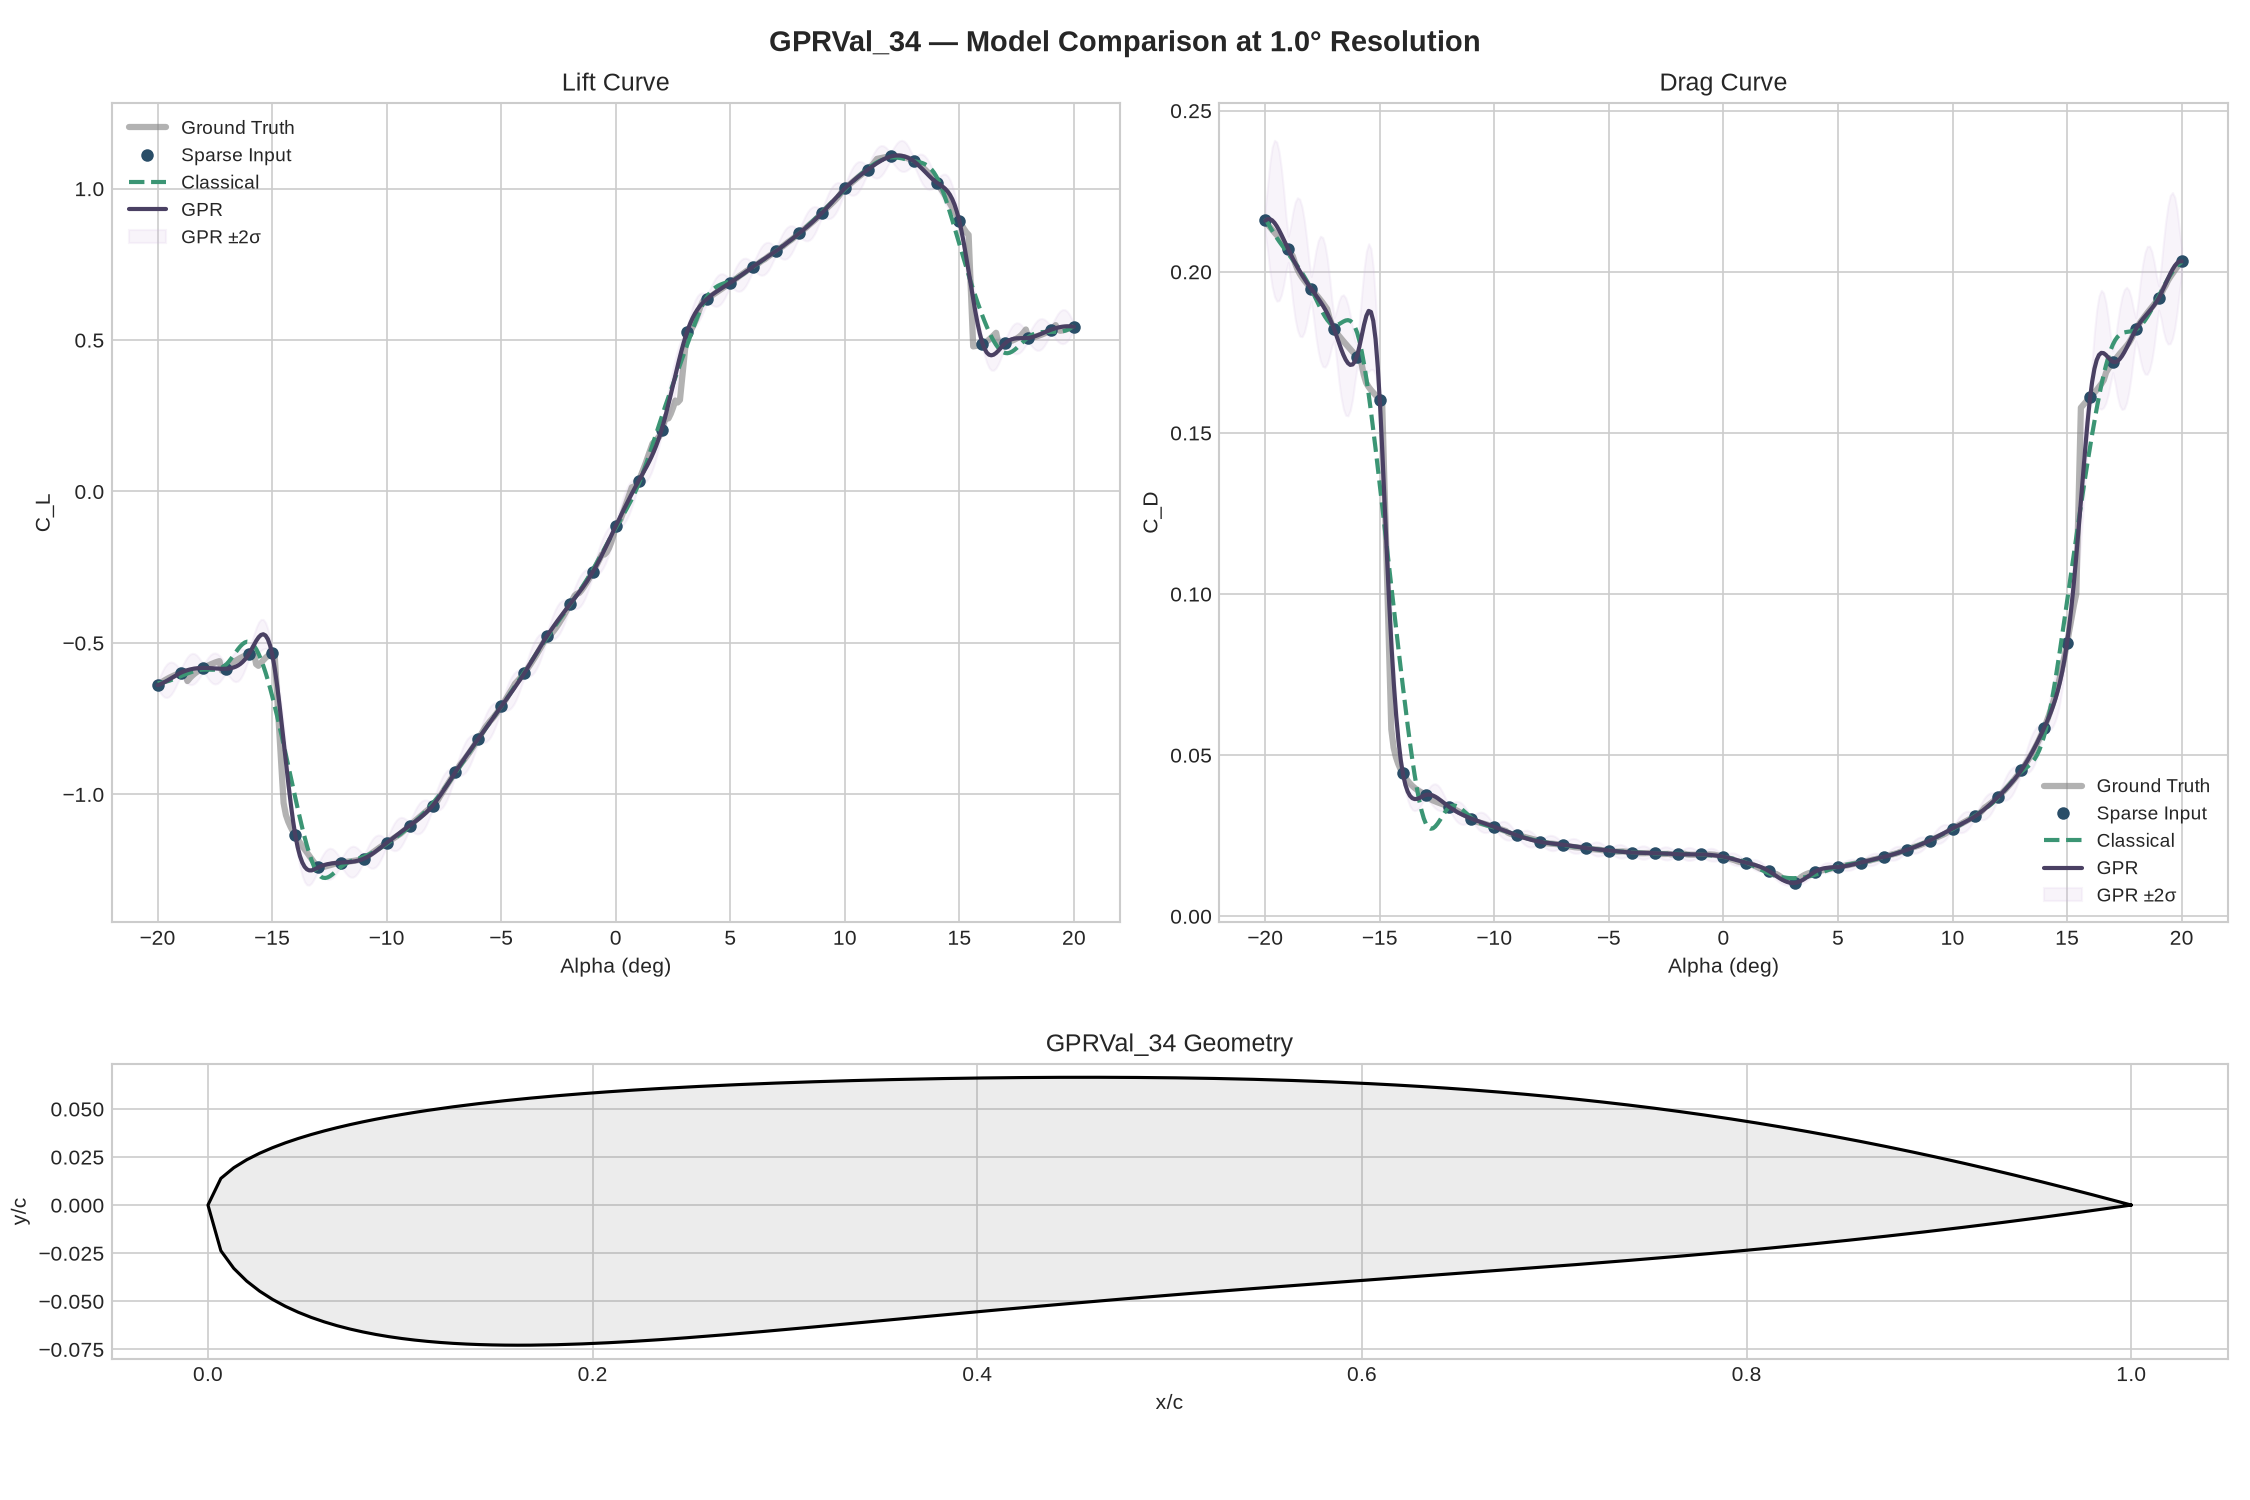 GPRVal_34 — Model Comparison at 1.0° Resolution
Lift Curve
Ground Truth
Sparse Input
Classical
GPR
GPR ±2σ
1.0
0.5
0.0
−0.5
−1.0
C_L
−20 −15 −10 −5 0 5 10 15 20
Alpha (deg)
Drag Curve
0.25
0.20
0.15
0.10
0.05
0.00
C_D
Ground Truth
Sparse Input
Classical
GPR
GPR ±2σ
−20 −15 −10 −5 0 5 10 15 20
Alpha (deg)
GPRVal_34 Geometry
0.050
0.025
0.000
−0.025
−0.050
−0.075
y/c
0.0 0.2 0.4 0.6 0.8 1.0
x/c